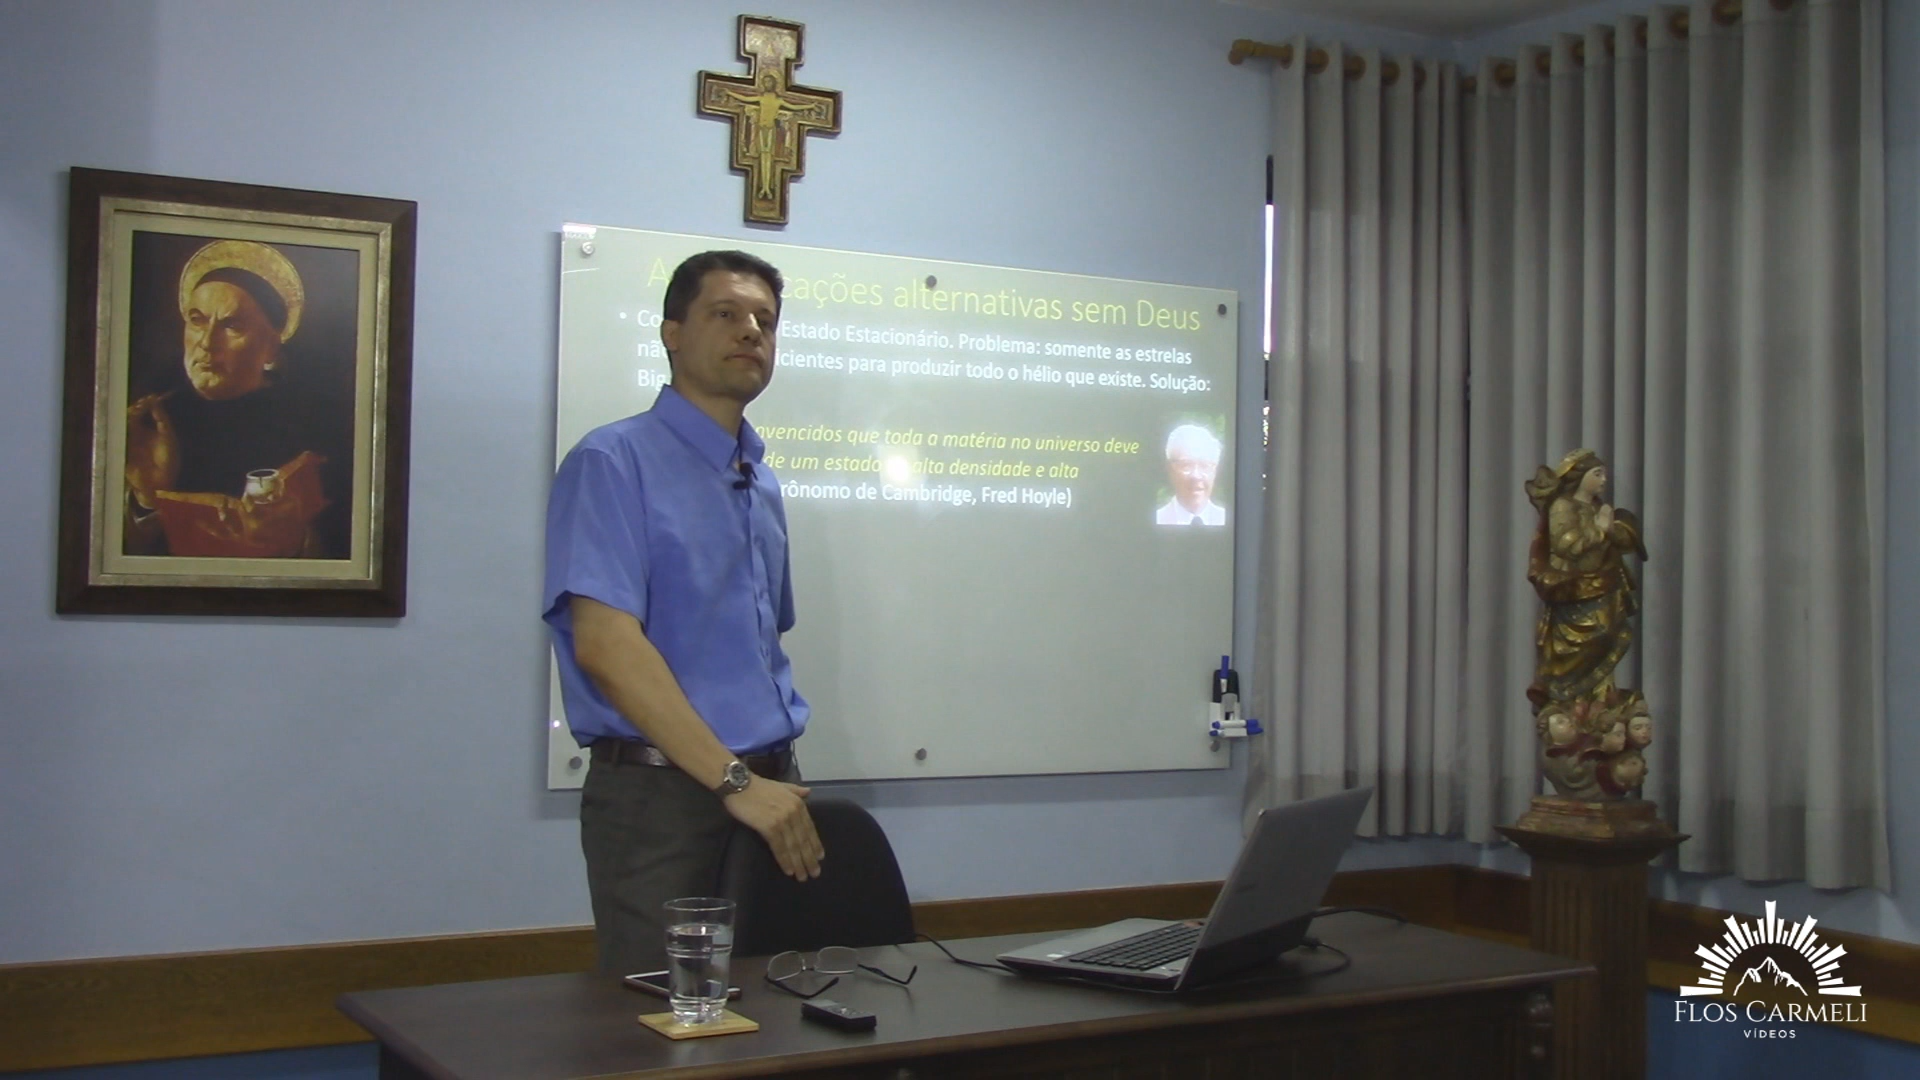 cações alternativas sem Deus
Estado Estacionário. Problema: somente as estrelas
icientes para produzir todo o hélio que existe. Solução:
Big
nvencidos que toda a matéria no universo deve
de um estado alta densidade e alta
rônomo de Cambridge, Fred Hoyle)
FLOS CARMELI
VÍDEOS